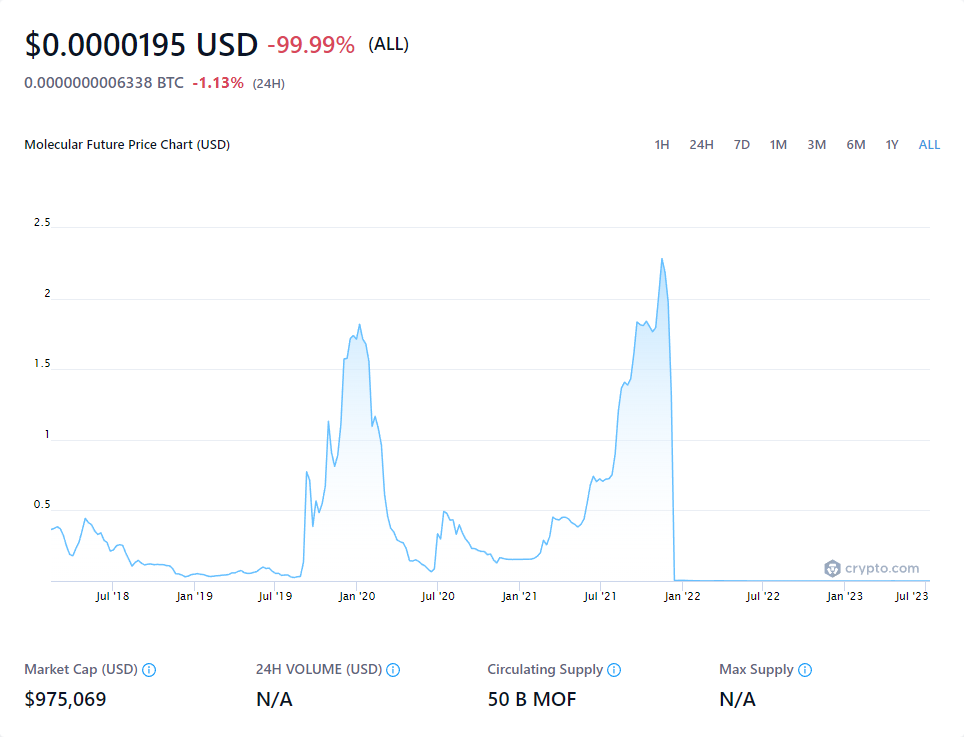 $0.0000195 USD -99.99% (ALL)
0.0000000006338 BTC -1.13% (24H)
Molecular Future Price Chart (USD) 1H 24H 7D 1M 3M 6M 1Y ALL
2.5
2
1.5
1
0.5
crypto.com
Jul '18 Jan '19 Jul '19 Jan '20 Jul '20 Jan '21 Jul '21 Jan '22 Jul '22 Jan '23 Jul '23
Market Cap (USD) 24H VOLUME (USD) Circulating Supply Max Supply
$975,069 N/A 50 B MOF N/A